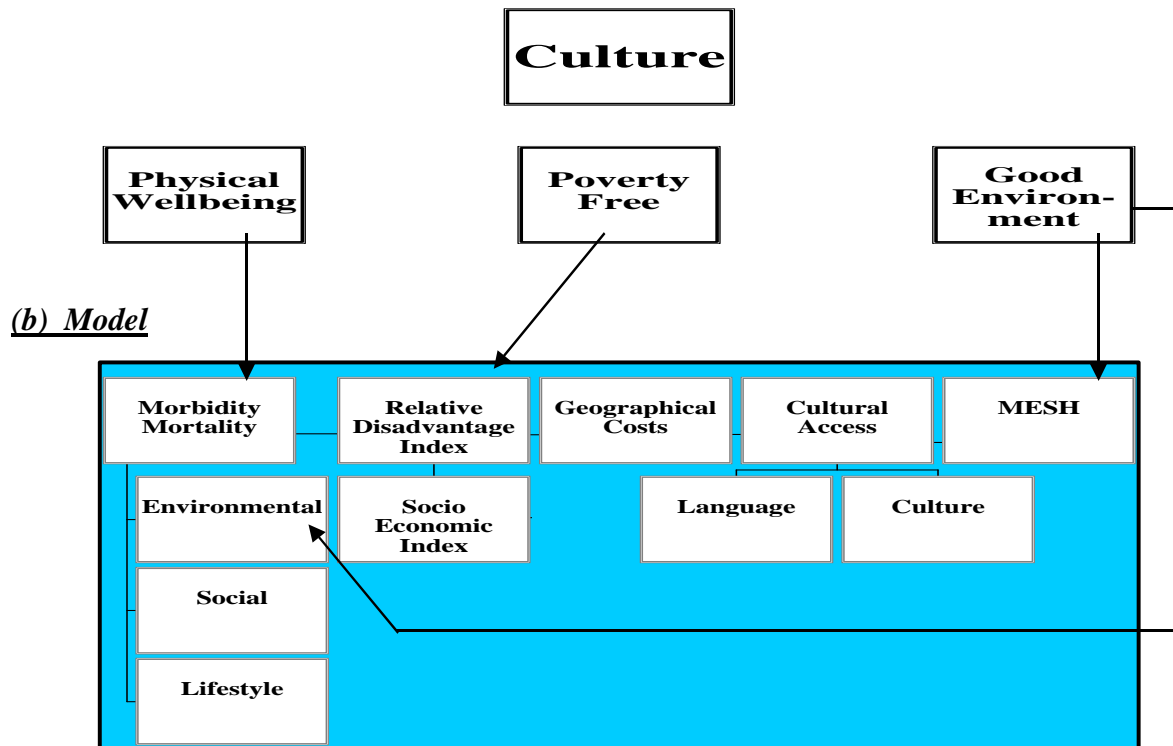 Culture
Physical
Wellbeing
Poverty
Free
Good
Environ-
ment
(b) Model
Morbidity
Mortality
Relative
Disadvantage
Index
Geographical
Costs
Cultural
Access
MESH
Environmental
Socio
Economic
Index
Language
Culture
Social
Lifestyle